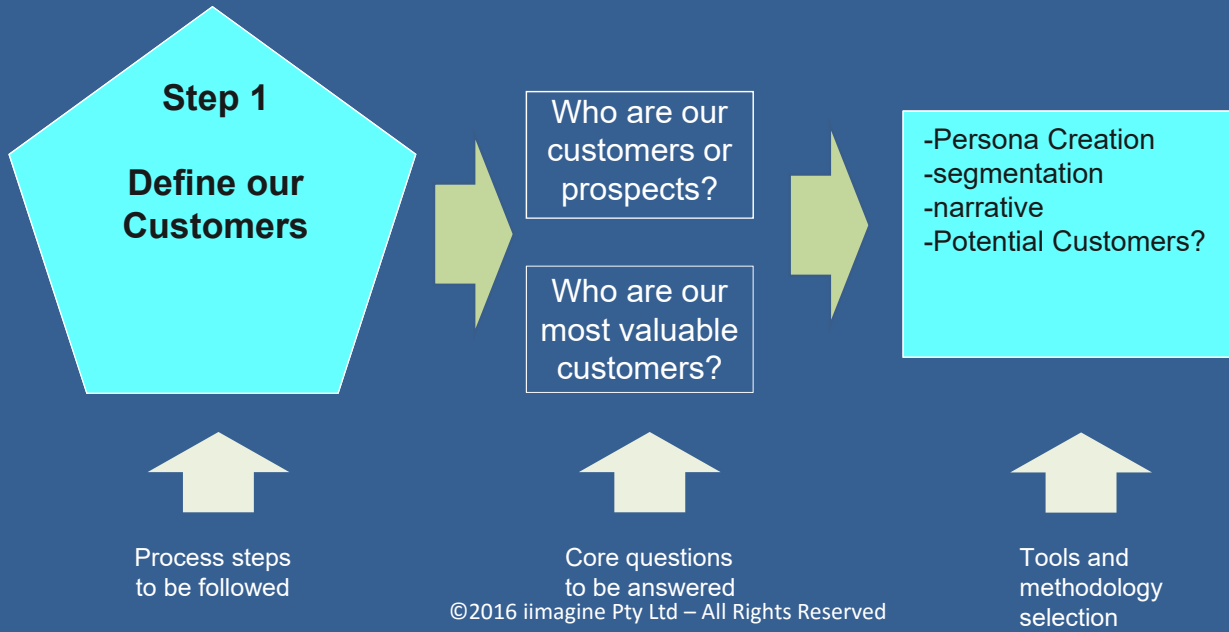 Step 1
Define our
Customers
Who are our
customers or
prospects?
Who are our
most valuable
customers?
-Persona Creation
-segmentation
-narrative
-Potential Customers?
Process steps
to be followed
Core questions
to be answered
Tools and
methodology
selection
©2016 iimagine Pty Ltd – All Rights Reserved